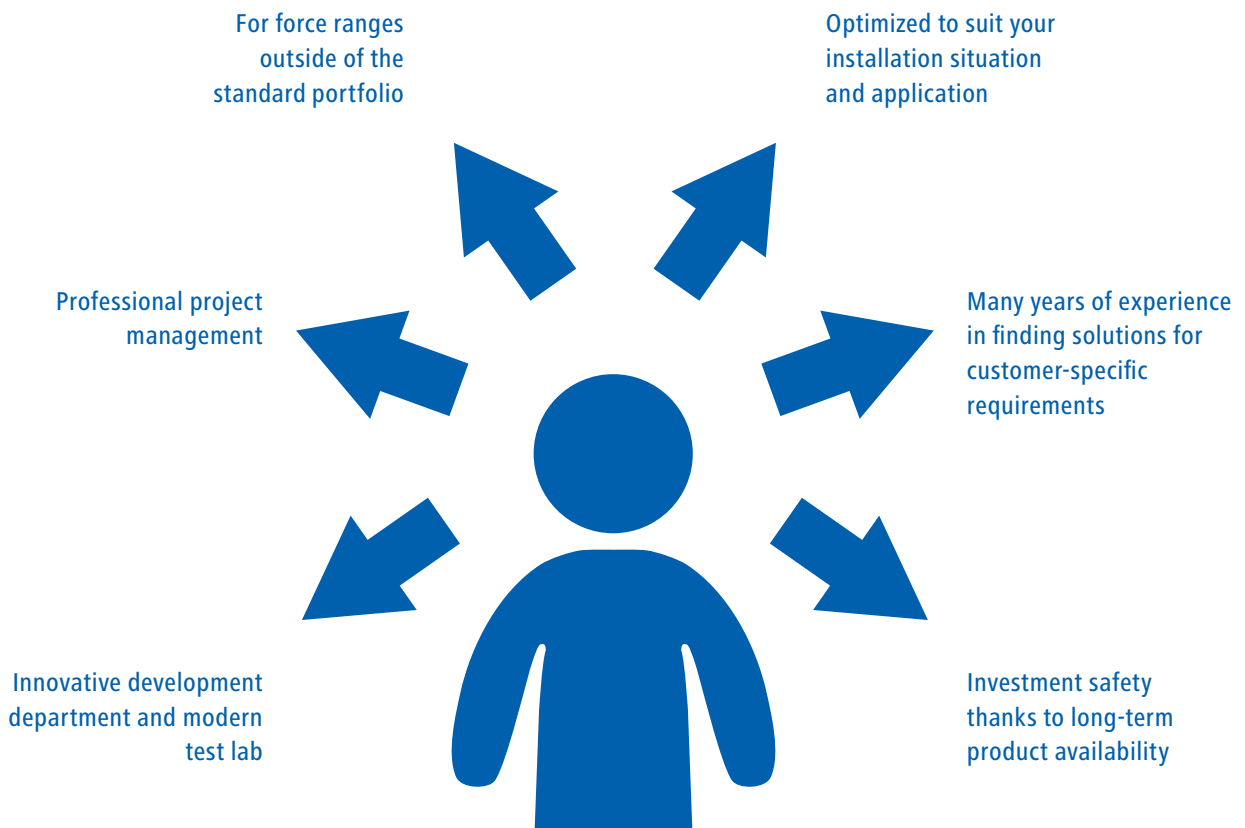 For force ranges
outside of the
standard portfolio
Optimized to suit your
installation situation
and application
Professional project
management
Many years of experience
in finding solutions for
customer-specific
requirements
Innovative development
department and modern
test lab
Investment safety
thanks to long-term
product availability